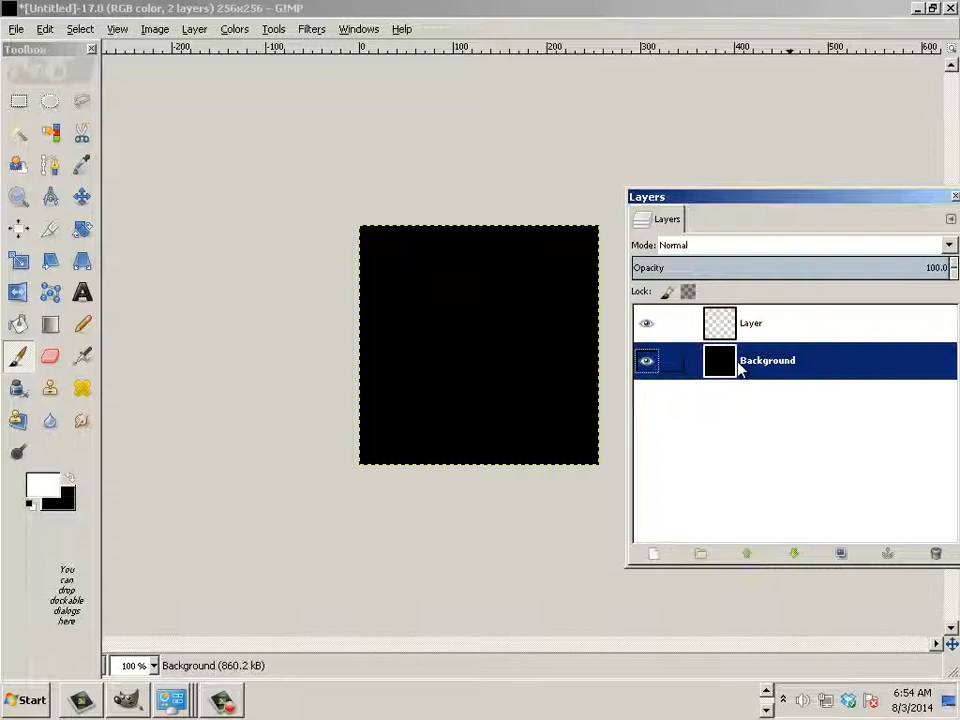 *[Untitled]-17.0 (RGB color, 2 layers) 256x256 – GIMP
File Edit Select View Image Layer Colors Tools Filters Windows Help
Toolbox
-200 -100 0 100 200 300 400 500 600
Layers
Layers
Mode: Normal
Opacity 100.0
Lock:
Layer
Background
You
can
drop
dockable
dialogs
here
100 % Background (860.2 kB)
Start
6:54 AM
8/3/2014